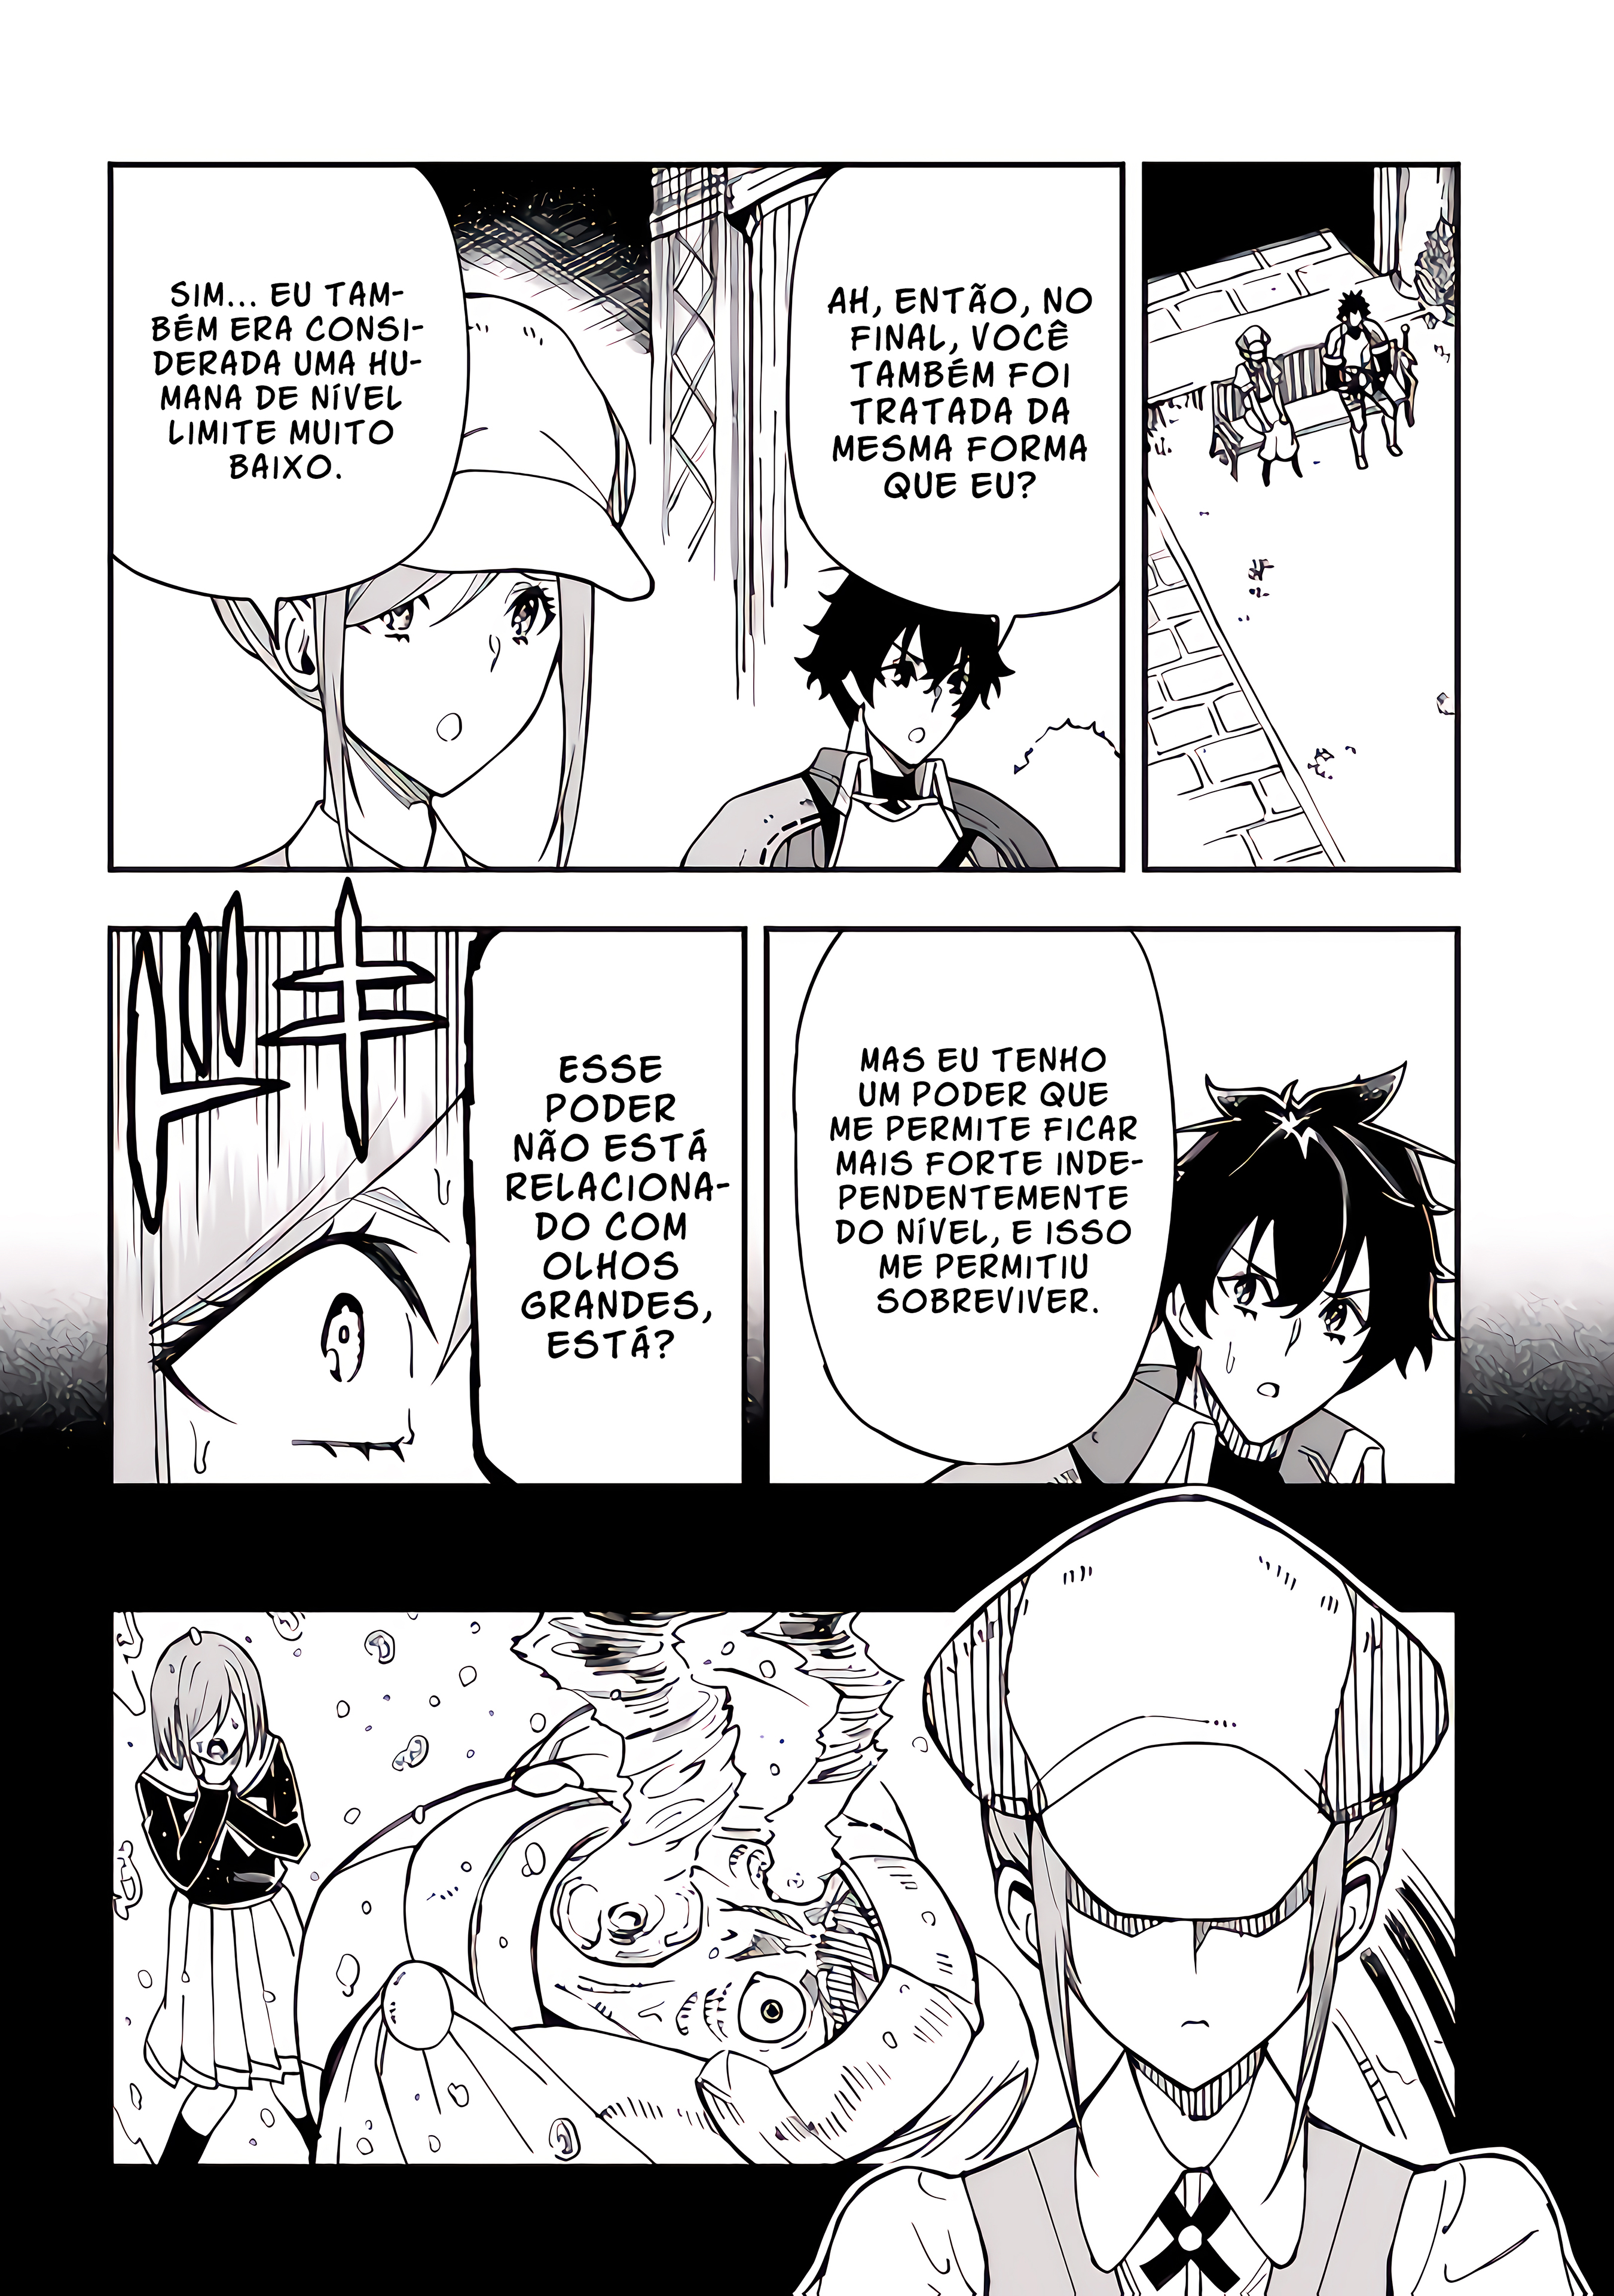 AH, ENTÃO, NO
FINAL, VOCÊ
TAMBÉM FOI
TRATADA DA
MESMA FORMA
QUE EU?
SIM... EU TAM-
BÉM ERA CONSI-
DERADA UMA HU-
MANA DE NÍVEL
LIMITE MUITO
BAIXO.
MAS EU TENHO
UM PODER QUE
ME PERMITE FICAR
MAIS FORTE INDE-
PENDENTEMENTE
DO NÍVEL, E ISSO
ME PERMITIU
SOBREVIVER.
ESSE
PODER
NÃO ESTÁ
RELACIONA-
DO COM
OLHOS
GRANDES,
ESTÁ?
ドキ